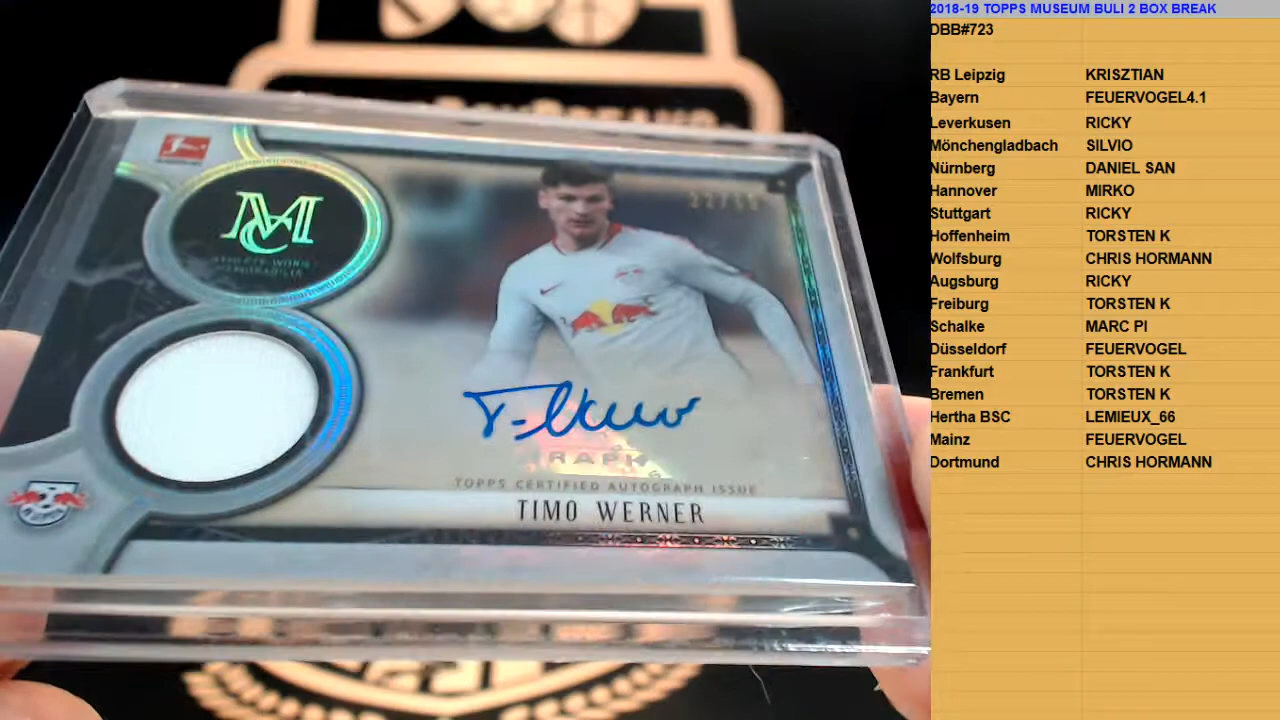 2018-19 TOPPS MUSEUM BULI 2 BOX BREAK
DBB#723
RB Leipzig KRISZTIAN
Bayern FEUERVOGEL4.1
Leverkusen RICKY
Mönchengladbach SILVIO
Nürnberg DANIEL SAN
Hannover MIRKO
Stuttgart RICKY
Hoffenheim TORSTEN K
Wolfsburg CHRIS HORMANN
Augsburg RICKY
Freiburg TORSTEN K
Schalke MARC PI
Düsseldorf FEUERVOGEL
Frankfurt TORSTEN K
Bremen TORSTEN K
Hertha BSC LEMIEUX_66
Mainz FEUERVOGEL
Dortmund CHRIS HORMANN
MC
TOPPS CERTIFIED AUTOGRAPH ISSUE
TIMO WERNER